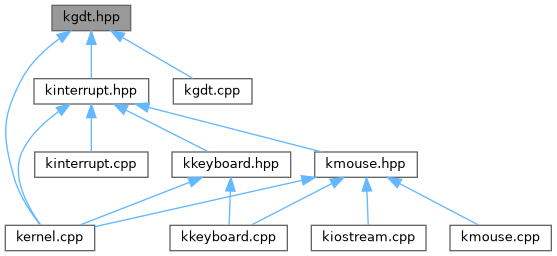 kgdt.hpp
kinterrupt.hpp
kgdt.cpp
kinterrupt.cpp
kkeyboard.hpp
kmouse.hpp
kernel.cpp
kkeyboard.cpp
kiostream.cpp
kmouse.cpp